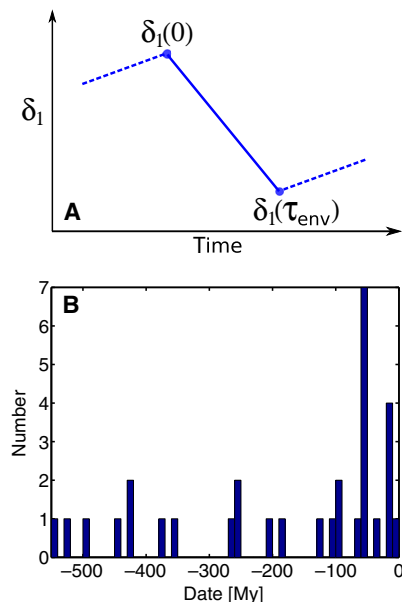 δ₁(0)
δ₁
A
δ₁(τenv)
Time
B
7
6
5
4
3
2
1
0
Number
−500 −400 −300 −200 −100 0
Date [My]